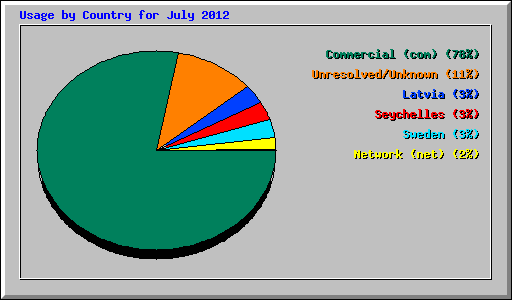 Usage by Country for July 2012
Commercial (com) (78%)
Unresolved/Unknown (11%)
Latvia (3%)
Seychelles (3%)
Sweden (3%)
Network (net) (2%)